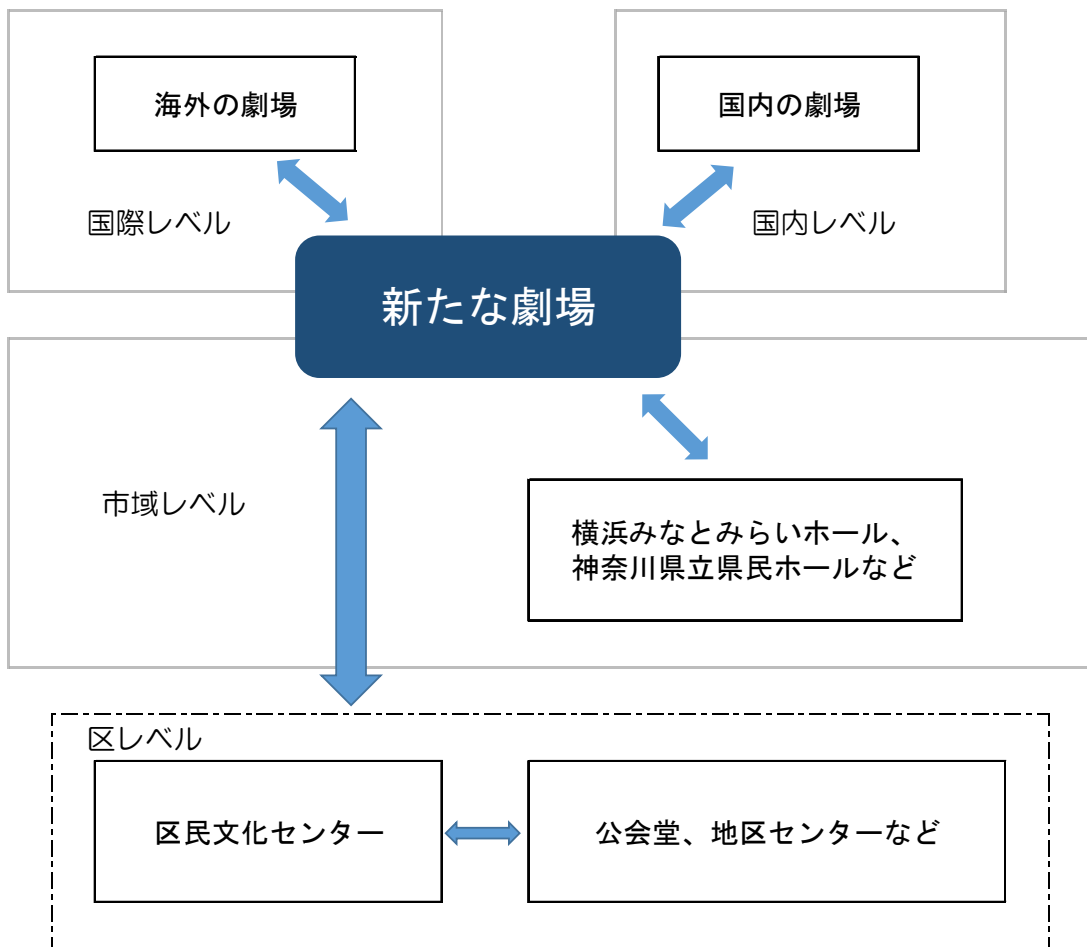 海外の劇場
国内の劇場
国際レベル
国内レベル
新たな劇場
市域レベル
横浜みなとみらいホール、
神奈川県立県民ホールなど
区レベル
区民文化センター
公会堂、地区センターなど